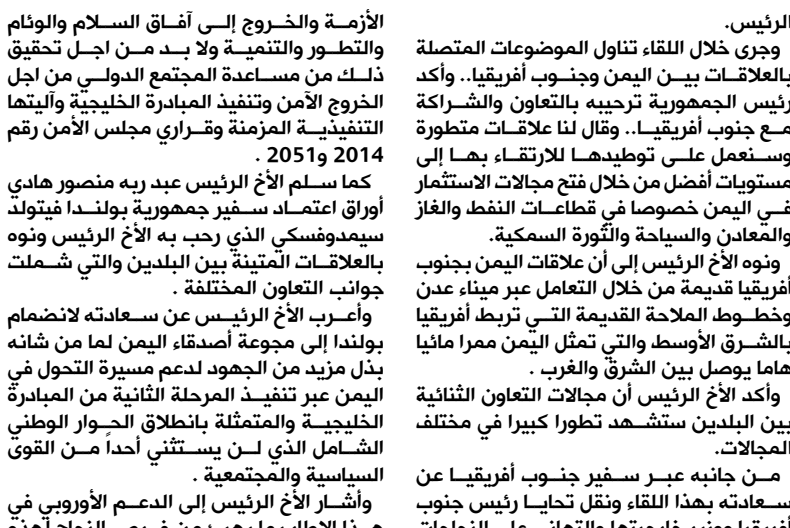 الرئيس.
وجرى خلال اللقاء تناول الموضوعات المتصلة
بالعلاقات بين اليمن وجنوب أفريقيا.. وأكد
رئيس الجمهورية ترحيبه بالتعاون والشراكة
مع جنوب أفريقيا.. وقال لنا علاقات متطورة
وسنعمل على توطيدها للارتقاء بها إلى
مستويات أفضل من خلال فتح مجالات الاستثمار
في اليمن خصوصا في قطاعات النفط والغاز
والمعادن والسياحة والثورة السمكية.
ونوه الأخ الرئيس إلى أن علاقات اليمن بجنوب
أفريقيا قديمة من خلال التعامل عبر ميناء عدن
وخطوط الملاحة القديمة التي تربط أفريقيا
بالشرق الأوسط والتي تمثل اليمن ممرا مائيا
هاما يوصل بين الشرق والغرب .
وأكد الأخ الرئيس أن مجالات التعاون الثنائية
بين البلدين ستشهد تطورا كبيرا في مختلف
المجالات.
من جانبه عبر سفير جنوب أفريقيا عن
سعادته بهذا اللقاء ونقل تحايا رئيس جنوب
الأزمة والخروج إلى آفاق السلام والوئام
والتطور والتنمية ولا بد من اجل تحقيق
ذلك من مساعدة المجتمع الدولي من اجل
الخروج الآمن وتنفيذ المبادرة الخليجية وآليتها
التنفيذية المزمنة وقراري مجلس الأمن رقم
2014 و2051 .
كما سلم الأخ الرئيس عبد ربه منصور هادي
أوراق اعتماد سفير جمهورية بولندا فيتولد
سيمدوفسكي الذي رحب به الأخ الرئيس ونوه
بالعلاقات المتينة بين البلدين والتي شملت
جوانب التعاون المختلفة .
وأعرب الأخ الرئيس عن سعادته لانضمام
بولندا إلى مجوعة أصدقاء اليمن لما من شانه
بذل مزيد من الجهود لدعم مسيرة التحول في
اليمن عبر تنفيذ المرحلة الثانية من المبادرة
الخليجية والمتمثلة بانطلاق الحوار الوطني
الشامل الذي لن يستثني أحداً من القوى
السياسية والمجتمعية .
وأشار الأخ الرئيس إلى الدعم الأوروبي في